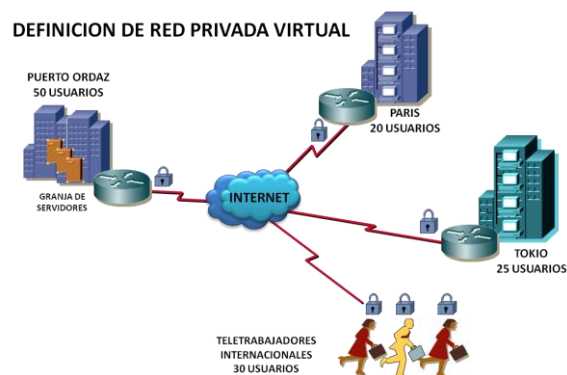 DEFINICION DE RED PRIVADA VIRTUAL
PUERTO ORDAZ
50 USUARIOS
GRANJA DE
SERVIDORES
PARIS
20 USUARIOS
INTERNET
TOKIO
25 USUARIOS
TELETRABAJADORES
INTERNACIONALES
30 USUARIOS